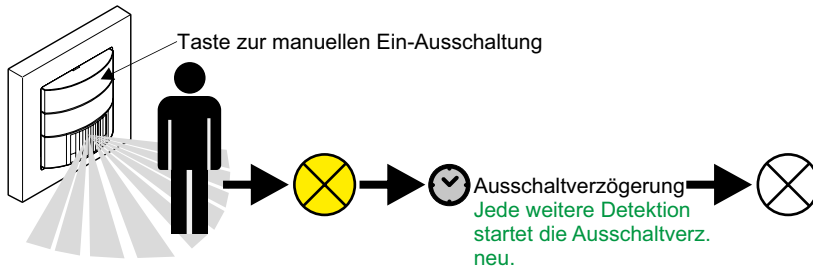 Taste zur manuellen Ein-Ausschaltung
Ausschaltverzögerung
Jede weitere Detektion
startet die Ausschaltverz.
neu.